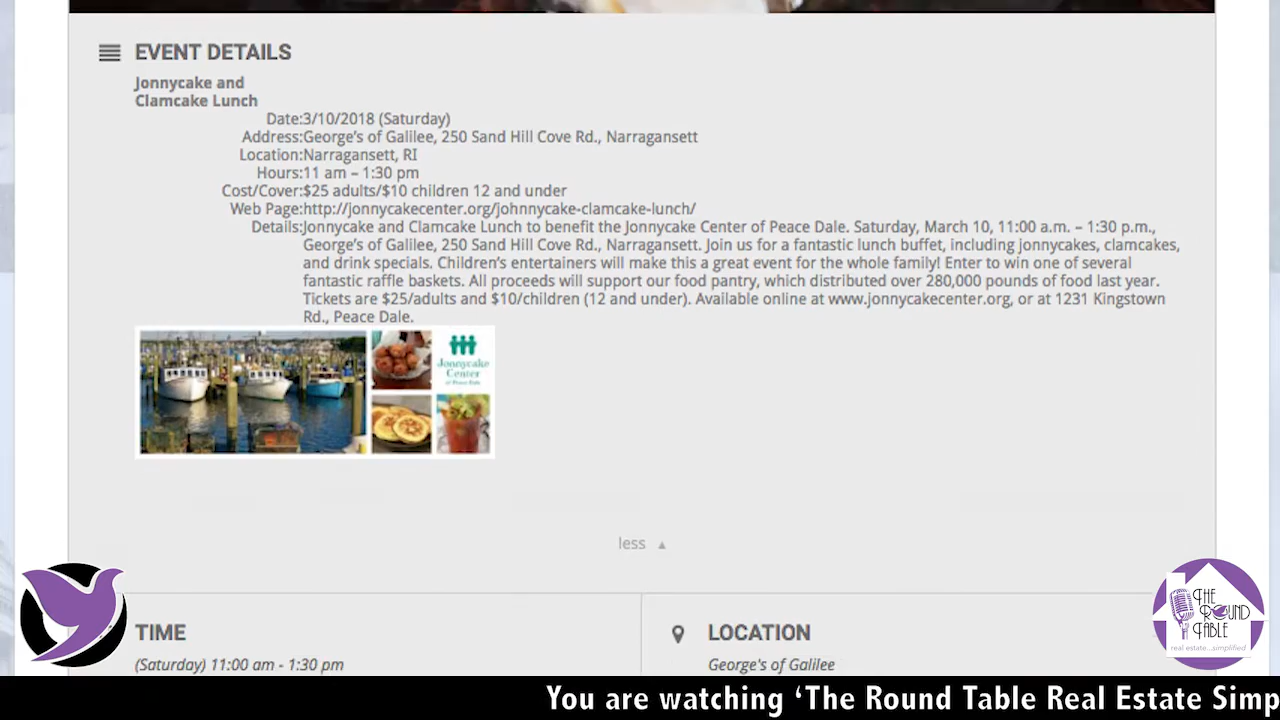 EVENT DETAILS
Jonnycake and
Clamcake Lunch
Date:3/10/2018 (Saturday)
Address:George's of Galilee, 250 Sand Hill Cove Rd., Narragansett
Location:Narragansett, RI
Hours:11 am – 1:30 pm
Cost/Cover:$25 adults/$10 children 12 and under
Web Page:http://jonnycakecenter.org/johnnycake-clamcake-lunch/
Details:Jonnycake and Clamcake Lunch to benefit the Jonnycake Center of Peace Dale. Saturday, March 10, 11:00 a.m. – 1:30 p.m.,
George's of Galilee, 250 Sand Hill Cove Rd., Narragansett. Join us for a fantastic lunch buffet, including jonnycakes, clamcakes,
and drink specials. Children's entertainers will make this a great event for the whole family! Enter to win one of several
fantastic raffle baskets. All proceeds will support our food pantry, which distributed over 280,000 pounds of food last year.
Tickets are $25/adults and $10/children (12 and under). Available online at www.jonnycakecenter.org, or at 1231 Kingstown
Rd., Peace Dale.
Jonnycake
Center
of Peace Dale
less ▲
TIME
(Saturday) 11:00 am - 1:30 pm
LOCATION
George's of Galilee
THE
ROUND
TABLE
real estate...simplified
You are watching ‘The Round Table Real Estate Simp